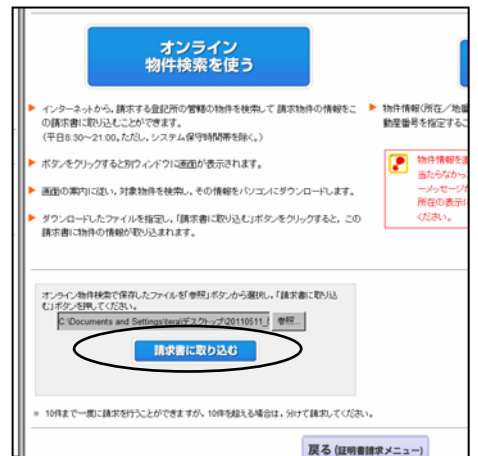 オンライン
物件検索を使う
インターネットから，請求する登記所の管轄の物件を検索して 請求物件の情報をこ
の請求書に取り込むことができます。
（平日8:30～21:00。ただし，システム保守時間帯を除く。）
ボタンをクリックすると別ウィンドウに画面が表示されます。
画面の案内に従い，対象物件を検索し，その情報をパソコンにダウンロードします。
ダウンロードしたファイルを指定し，「請求書に取り込む」ボタンをクリックすると，この
請求書に物件の情報が取り込まれます。
物件情報（所在／地番
動産番号を指定するこ
物件情報を直
当たらなかっ
ーメッセージが
所在の表示に
ください。
オンライン物件検索で保存したファイルを「参照」ボタンから選択し，「請求書に取り込
む」ボタンを押してください。
C:\Documents and Settings\tera\デスクトップ\20110511_ 参照...
請求書に取り込む
※ 10件まで一度に請求を行うことができますが，10件を超える場合は，分けて請求してください。
戻る (証明書請求メニュー)